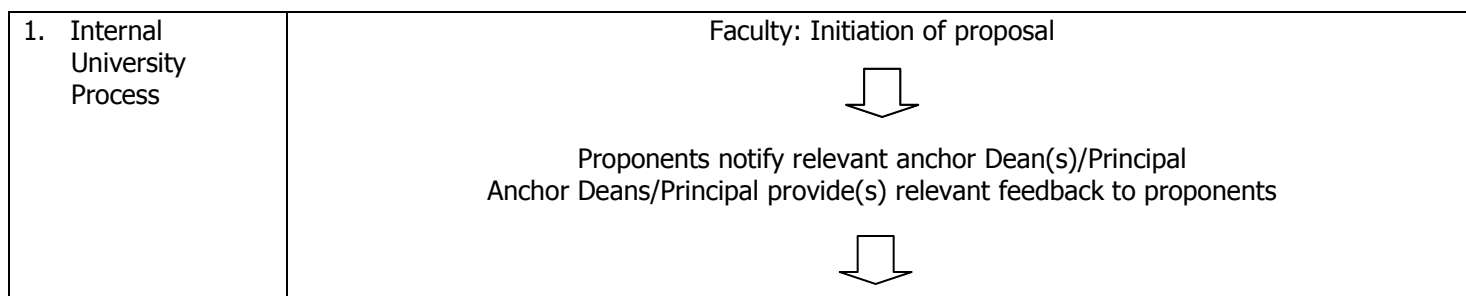 1. Internal
University
Process
Faculty: Initiation of proposal
Proponents notify relevant anchor Dean(s)/Principal
Anchor Deans/Principal provide(s) relevant feedback to proponents